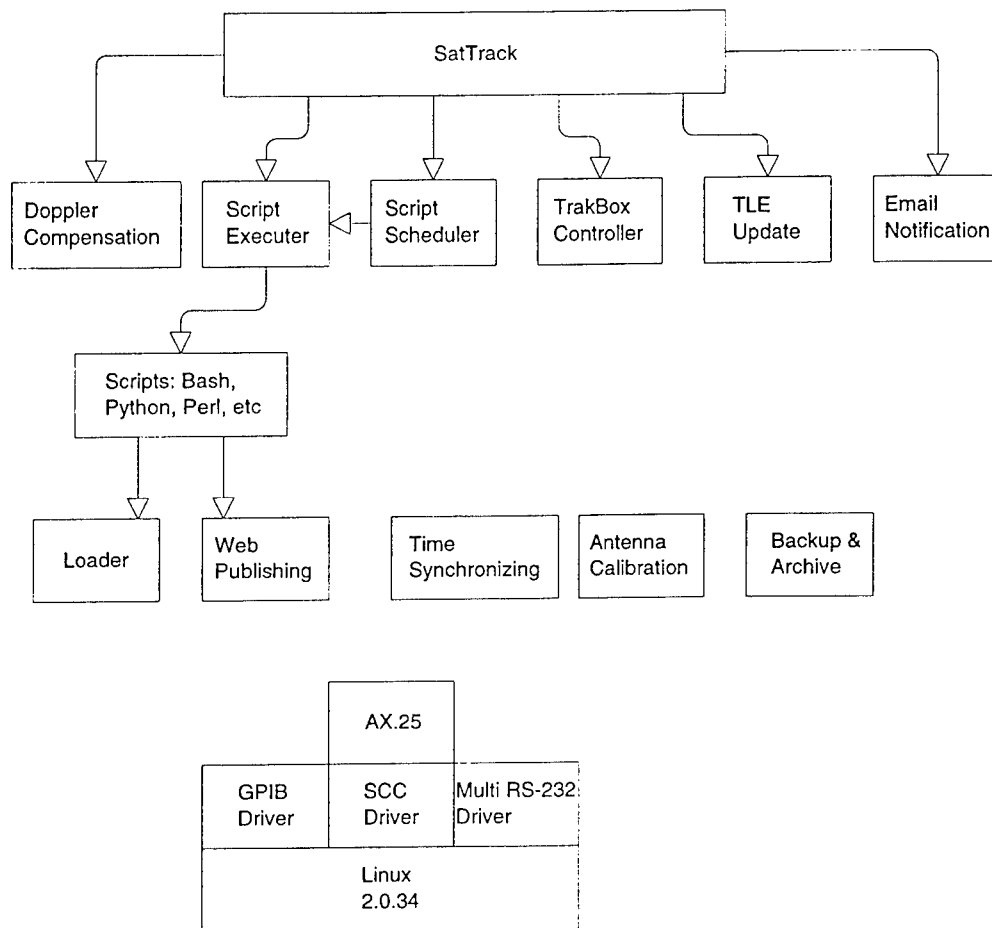 SatTrack
Doppler
Compensation
Script
Executer
Script
Scheduler
TrakBox
Controller
TLE
Update
Email
Notification
Scripts: Bash,
Python, Perl, etc
Loader
Web
Publishing
Time
Synchronizing
Antenna
Calibration
Backup &
Archive
AX.25
GPIB
Driver
SCC
Driver
Multi RS-232
Driver
Linux
2.0.34